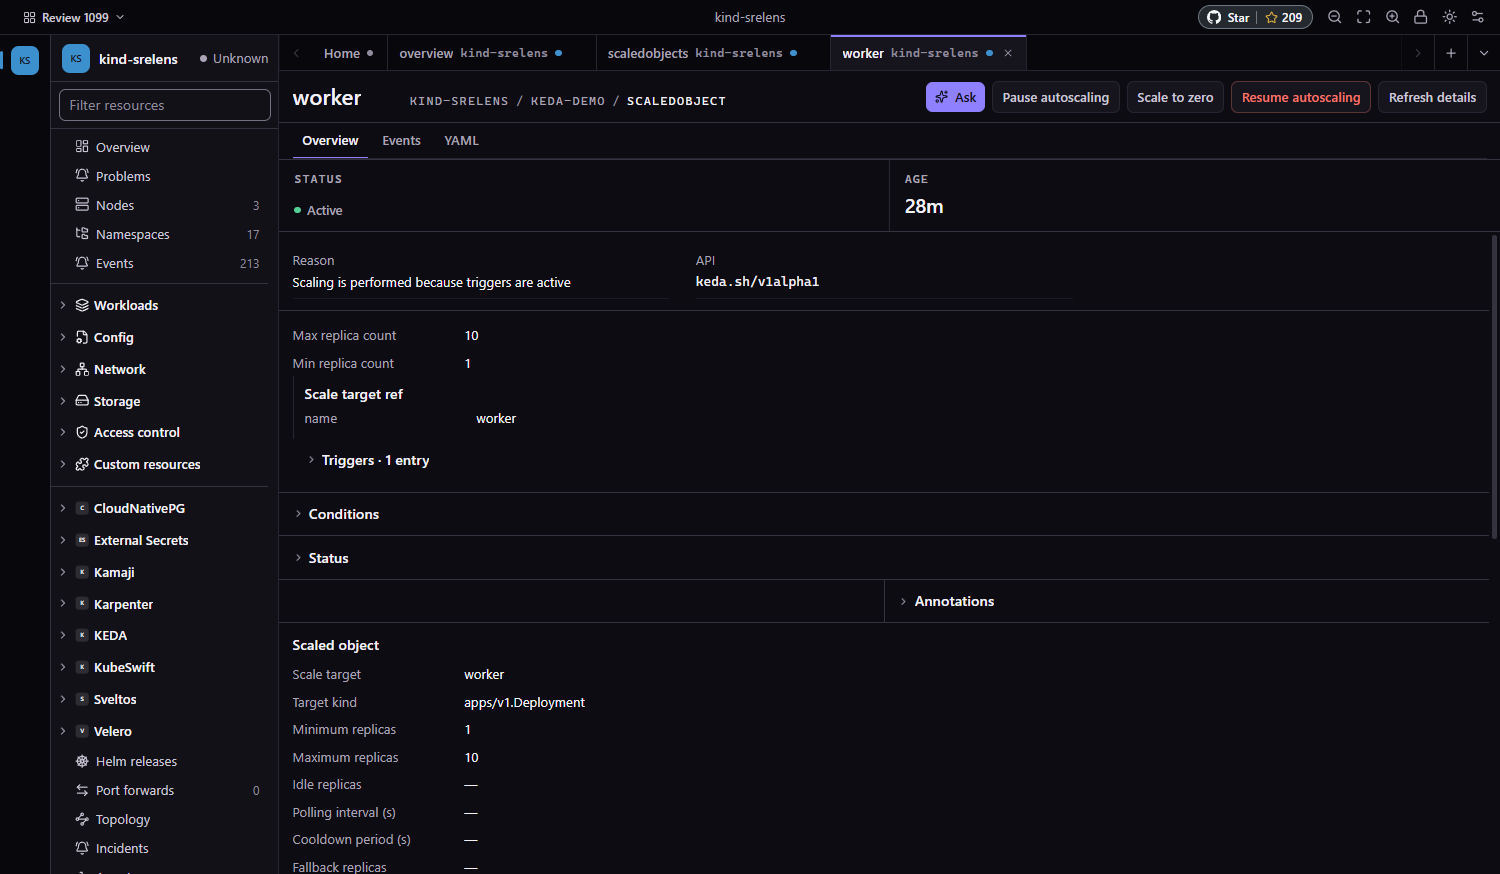 Review 1099
kind-srelens
Star 209
KS
KS kind-srelens Unknown
Home
overview kind-srelens
scaledobjects kind-srelens
worker kind-srelens
Filter resources
Overview
Problems
Nodes 3
Namespaces 17
Events 213
Workloads
Config
Network
Storage
Access control
Custom resources
C CloudNativePG
ES External Secrets
K Kamaji
K Karpenter
K KEDA
K KubeSwift
S Sveltos
V Velero
Helm releases
Port forwards 0
Topology
Incidents
worker
KIND-SRELENS / KEDA-DEMO / SCALEDOBJECT
Ask
Pause autoscaling
Scale to zero
Resume autoscaling
Refresh details
Overview Events YAML
STATUS
Active
AGE
28m
Reason
Scaling is performed because triggers are active
API
keda.sh/v1alpha1
Max replica count 10
Min replica count 1
Scale target ref
name worker
Triggers · 1 entry
Conditions
Status
Annotations
Scaled object
Scale target worker
Target kind apps/v1.Deployment
Minimum replicas 1
Maximum replicas 10
Idle replicas —
Polling interval (s) —
Cooldown period (s) —
Fallback replicas —